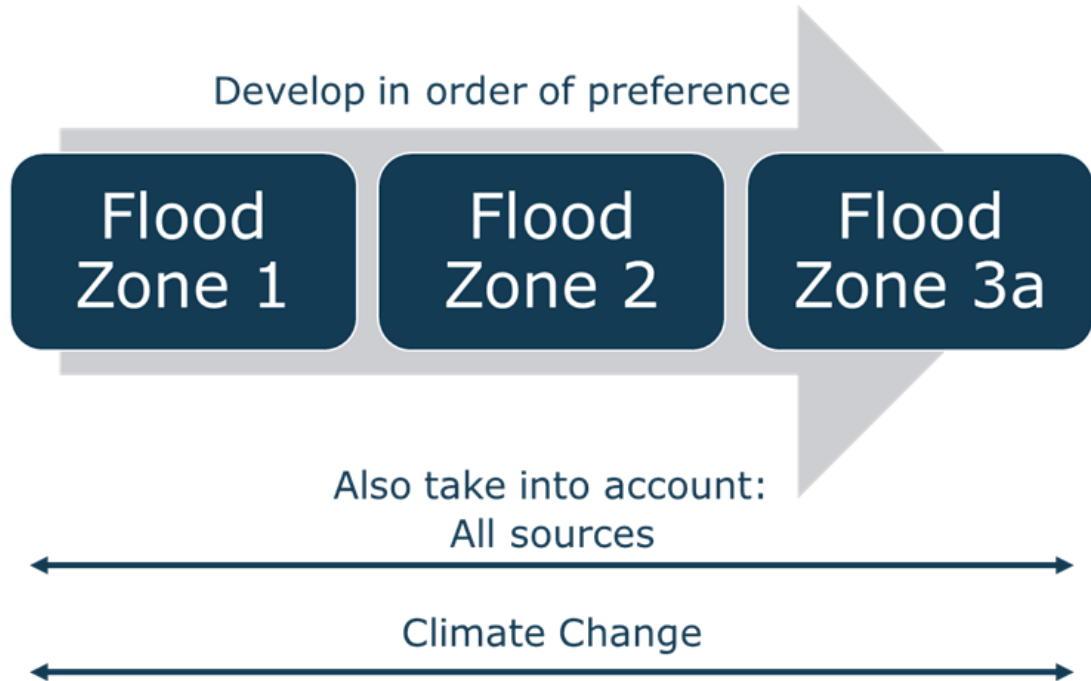 Develop in order of preference
Flood
Zone 1
Flood
Zone 2
Flood
Zone 3a
Also take into account:
All sources
Climate Change